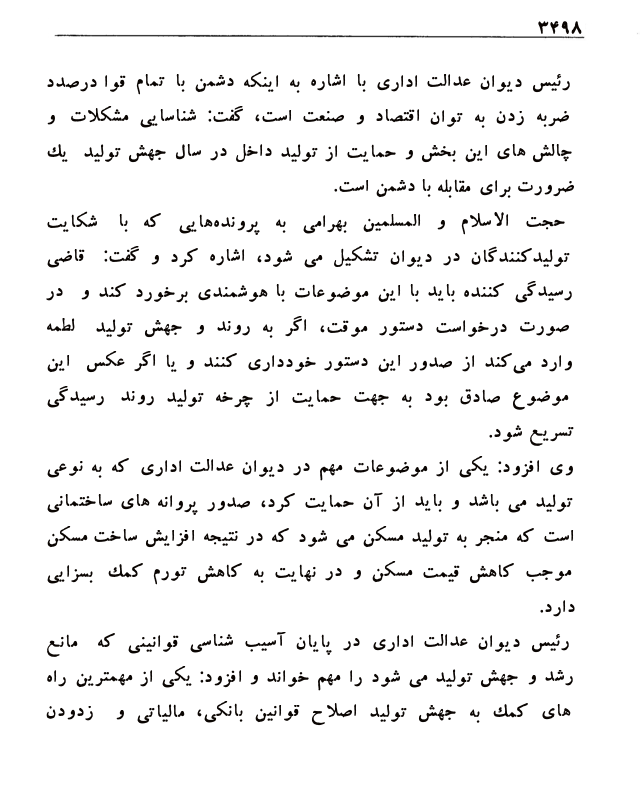 ۳۴۹۸
رئیس دیوان عدالت اداری با اشاره به اینکه دشمن با تمام قوا درصدد
ضربه زدن به توان اقتصاد و صنعت است، گفت: شناسایی مشکلات و
چالش های این بخش و حمایت از تولید داخل در سال جهش تولید یك
ضرورت برای مقابله با دشمن است.
حجت الاسلام و المسلمین بهرامی به پرونده‌هایی که با شکایت
تولیدکنندگان در دیوان تشکیل می شود، اشاره کرد و گفت: قاضی
رسیدگی کننده باید با این موضوعات با هوشمندی برخورد کند و در
صورت درخواست دستور موقت، اگر به روند و جهش تولید لطمه
وارد می‌کند از صدور این دستور خودداری کنند و یا اگر عکس این
موضوع صادق بود به جهت حمایت از چرخه تولید روند رسیدگی
تسریع شود.
وی افزود: یکی از موضوعات مهم در دیوان عدالت اداری که به نوعی
تولید می باشد و باید از آن حمایت کرد، صدور پروانه های ساختمانی
است که منجر به تولید مسکن می شود که در نتیجه افزایش ساخت مسکن
موجب کاهش قیمت مسکن و در نهایت به کاهش تورم کمك بسزایی
دارد.
رئیس دیوان عدالت اداری در پایان آسیب شناسی قوانینی که مانع
رشد و جهش تولید می شود را مهم خواند و افزود: یکی از مهمترین راه
های کمك به جهش تولید اصلاح قوانین بانکی، مالیاتی و زدودن